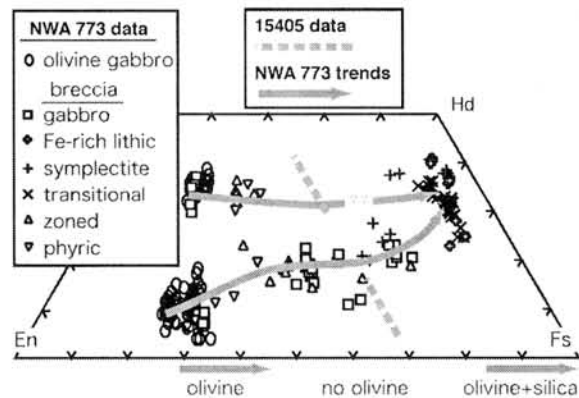 NWA 773 data
olivine gabbro
breccia
gabbro
Fe-rich lithic
symplectite
transitional
zoned
phyric
15405 data
NWA 773 trends
Hd
En
Fs
olivine
no olivine
olivine+silica